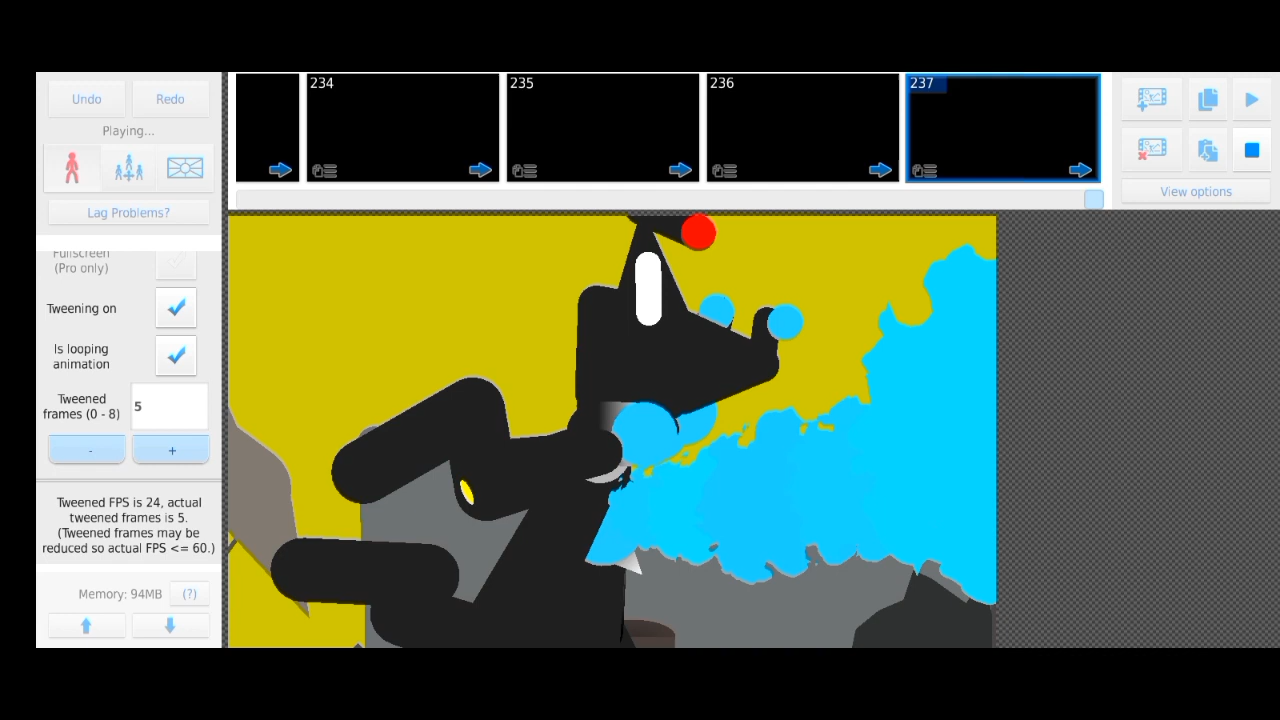 Undo
Redo
Playing...
Lag Problems?
Fullscreen
(Pro only)
Tweening on
Is looping
animation
Tweened
frames (0 - 8)
5
-
+
Tweened FPS is 24, actual
tweened frames is 5.
(Tweened frames may be
reduced so actual FPS <= 60.)
Memory: 94MB
(?)
234
235
236
237
View options